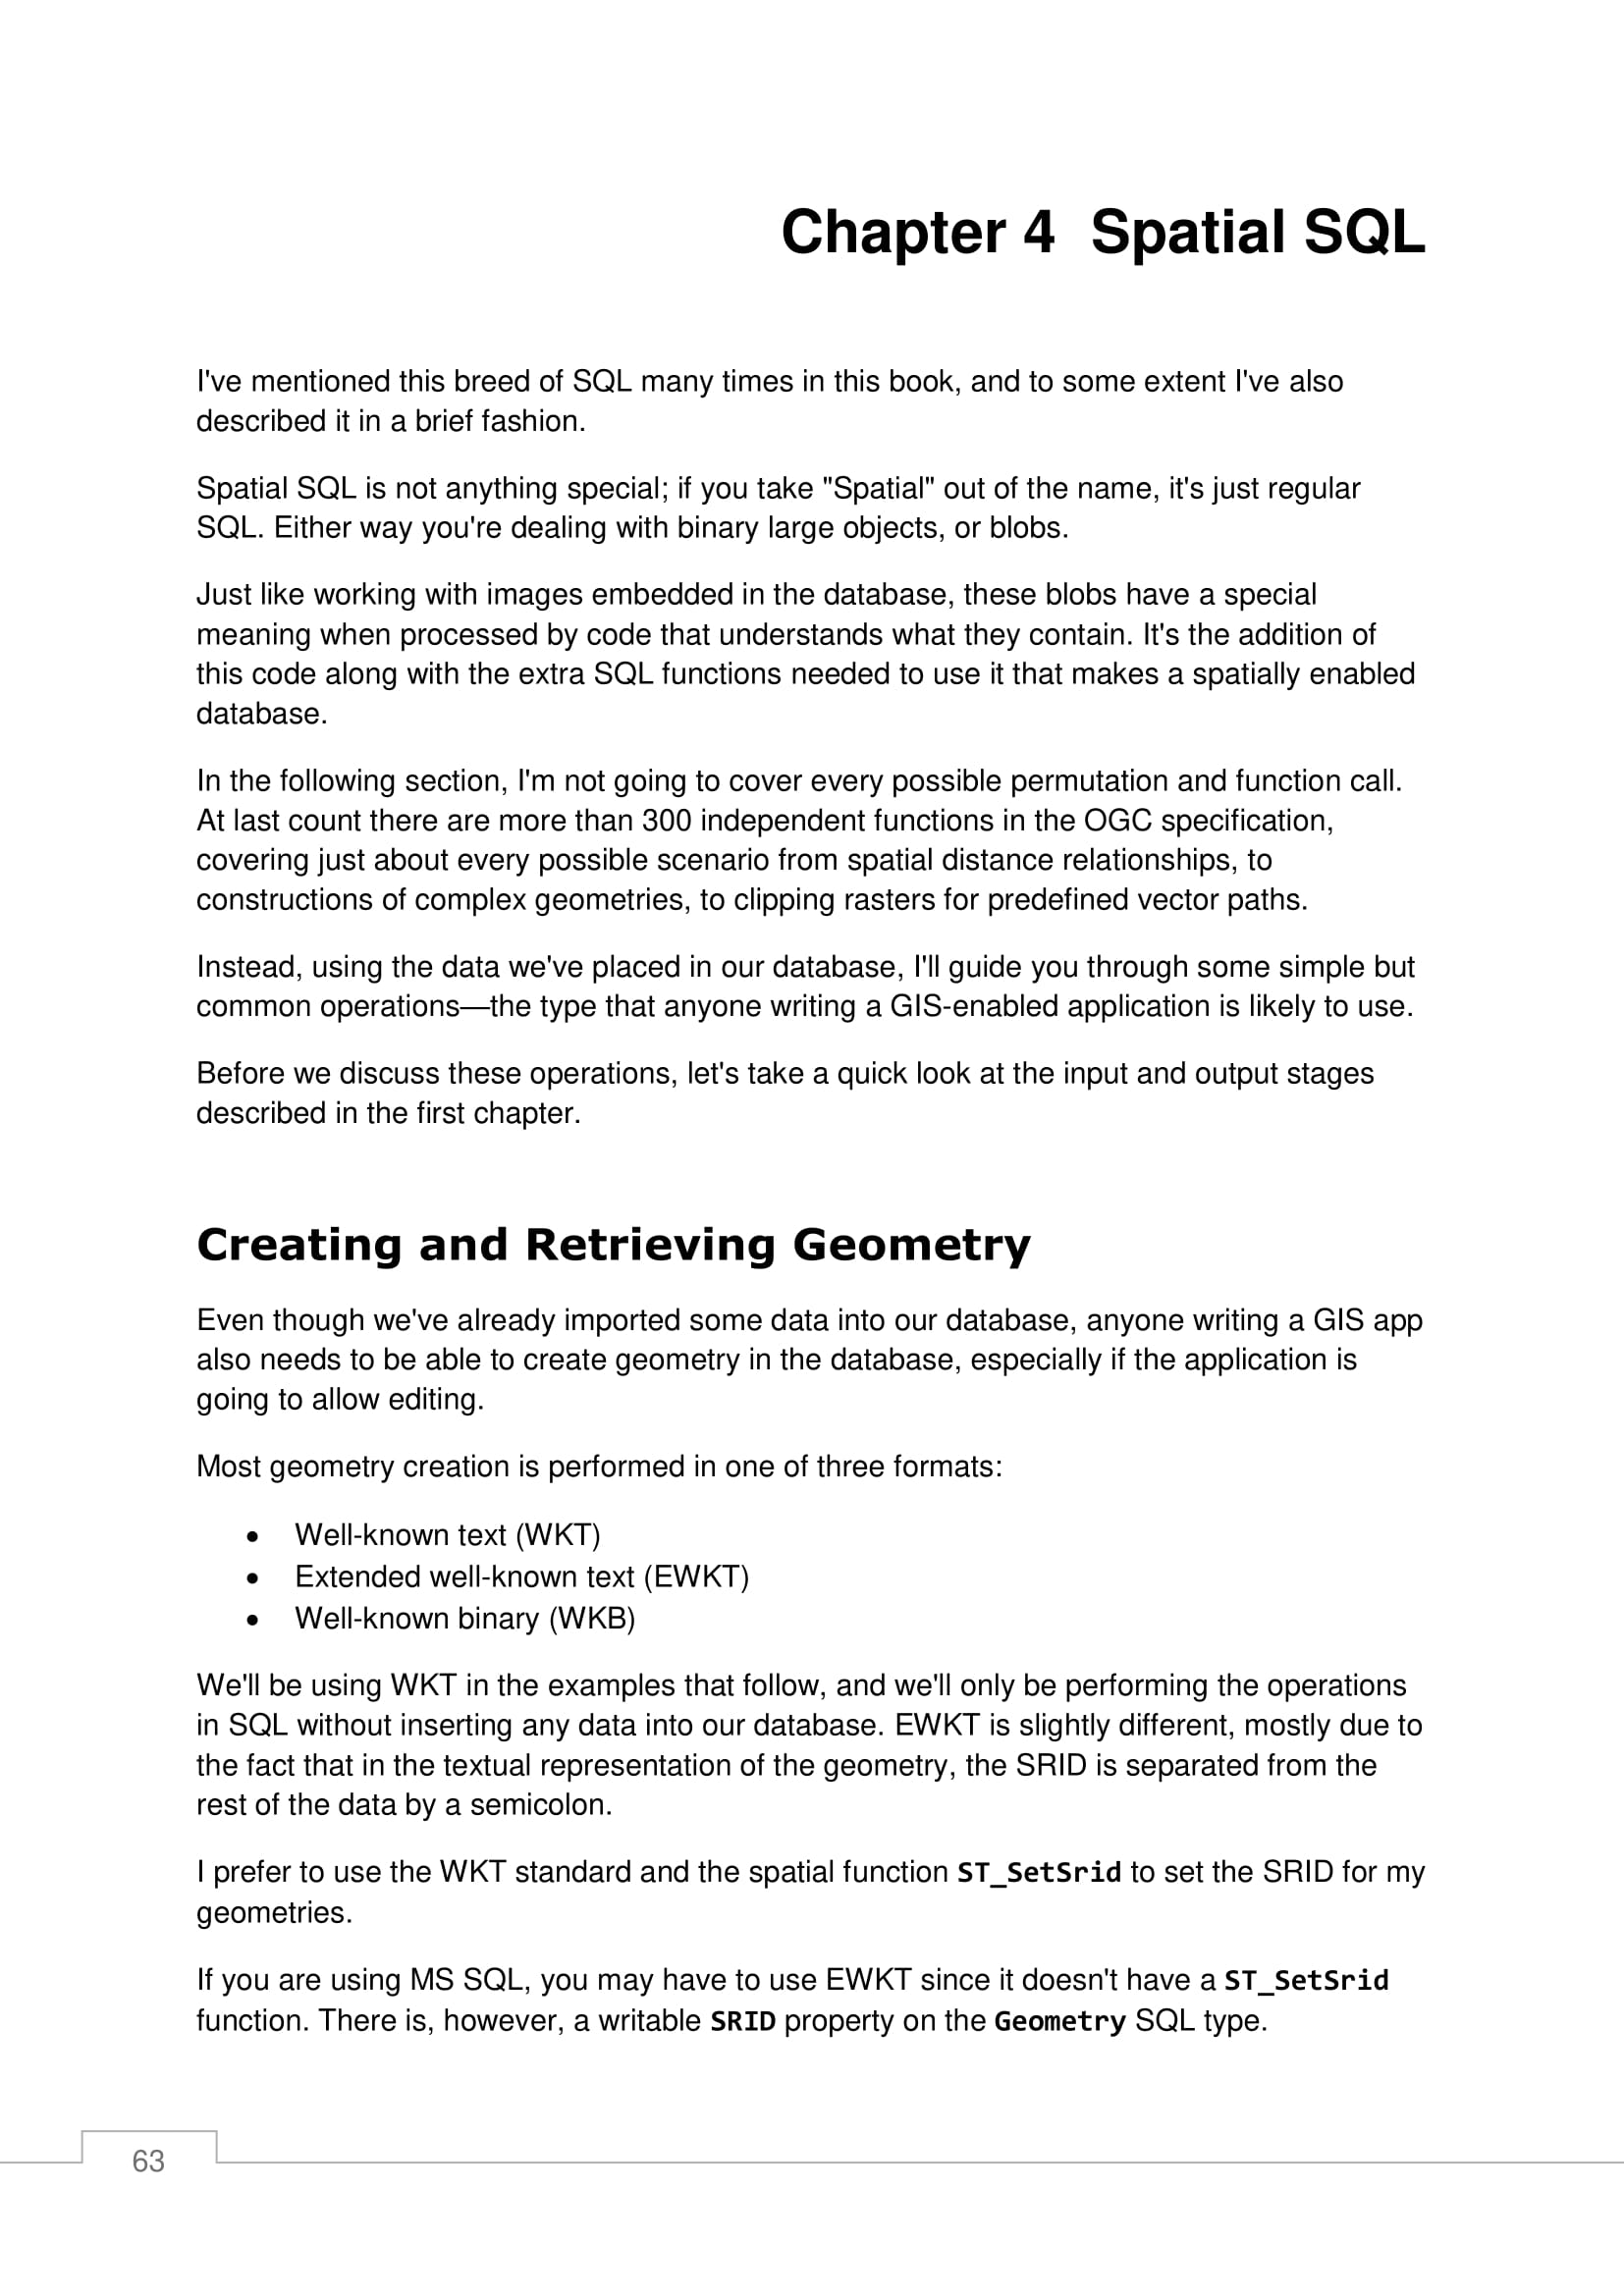 Chapter 4  Spatial SQL
I've mentioned this breed of SQL many times in this book, and to some extent I've also
described it in a brief fashion.
Spatial SQL is not anything special; if you take "Spatial" out of the name, it's just regular
SQL. Either way you're dealing with binary large objects, or blobs.
Just like working with images embedded in the database, these blobs have a special
meaning when processed by code that understands what they contain. It's the addition of
this code along with the extra SQL functions needed to use it that makes a spatially enabled
database.
In the following section, I'm not going to cover every possible permutation and function call.
At last count there are more than 300 independent functions in the OGC specification,
covering just about every possible scenario from spatial distance relationships, to
constructions of complex geometries, to clipping rasters for predefined vector paths.
Instead, using the data we've placed in our database, I'll guide you through some simple but
common operations—the type that anyone writing a GIS-enabled application is likely to use.
Before we discuss these operations, let's take a quick look at the input and output stages
described in the first chapter.
Creating and Retrieving Geometry
Even though we've already imported some data into our database, anyone writing a GIS app
also needs to be able to create geometry in the database, especially if the application is
going to allow editing.
Most geometry creation is performed in one of three formats:
• Well-known text (WKT)
• Extended well-known text (EWKT)
• Well-known binary (WKB)
We'll be using WKT in the examples that follow, and we'll only be performing the operations
in SQL without inserting any data into our database. EWKT is slightly different, mostly due to
the fact that in the textual representation of the geometry, the SRID is separated from the
rest of the data by a semicolon.
I prefer to use the WKT standard and the spatial function ST_SetSrid to set the SRID for my
geometries.
If you are using MS SQL, you may have to use EWKT since it doesn't have a ST_SetSrid
function. There is, however, a writable SRID property on the Geometry SQL type.
63